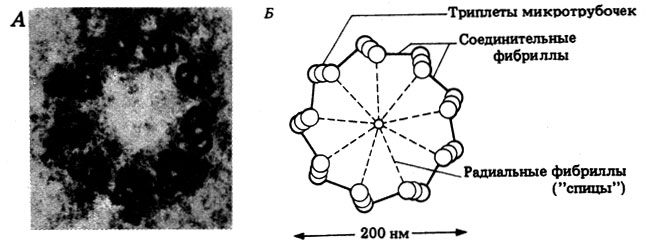 А
Б
Триплеты микротрубочек
Соединительные
фибриллы
Радиальные фибриллы
("спицы")
200 нм